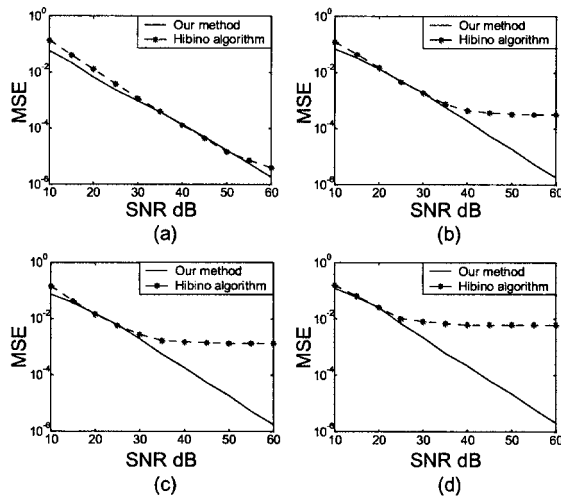 10⁰
10⁻²
10⁻⁴
10⁻⁶
MSE
Our method
Hibino algorithm
10 20 30 40 50 60
SNR dB
(a)
10⁰
10⁻²
10⁻⁴
10⁻⁶
MSE
Our method
Hibino algorithm
10 20 30 40 50 60
SNR dB
(b)
10⁰
10⁻²
10⁻⁴
10⁻⁶
MSE
Our method
Hibino algorithm
10 20 30 40 50 60
SNR dB
(c)
10⁰
10⁻²
10⁻⁴
10⁻⁶
MSE
Our method
Hibino algorithm
10 20 30 40 50 60
SNR dB
(d)